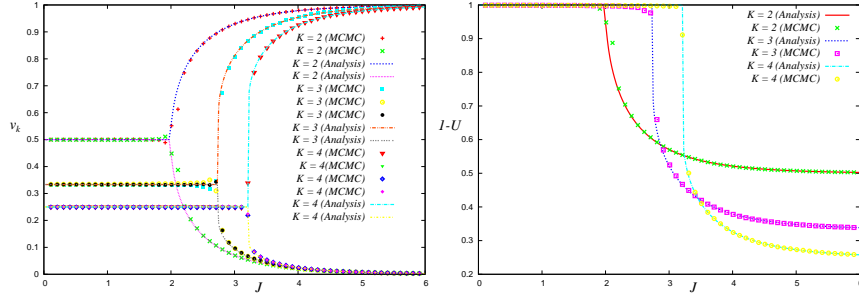 1
0.9
0.8
0.7
0.6
0.5
0.4
0.3
0.2
0.1
0
v_k
0 1 2 3 4 5 6
J
K = 2 (MCMC)
K = 2 (MCMC)
K = 2 (Analysis)
K = 2 (Analysis)
K = 3 (MCMC)
K = 3 (MCMC)
K = 3 (MCMC)
K = 3 (Analysis)
K = 3 (Analysis)
K = 4 (MCMC)
K = 4 (MCMC)
K = 4 (MCMC)
K = 4 (MCMC)
K = 4 (Analysis)
K = 4 (Analysis)
1
0.9
0.8
0.7
0.6
0.5
0.4
0.3
0.2
1-U
0 1 2 3 4 5 6
J
K = 2 (Analysis)
K = 2 (MCMC)
K = 3 (Analysis)
K = 3 (MCMC)
K = 4 (Analysis)
K = 4 (MCMC)